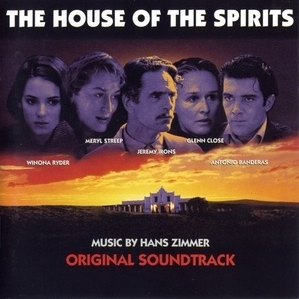 THE HOUSE OF THE SPIRITS
MERYL STREEP
GLENN CLOSE
JEREMY IRONS
WINONA RYDER
ANTONIO BANDERAS
MUSIC BY HANS ZIMMER
ORIGINAL SOUNDTRACK